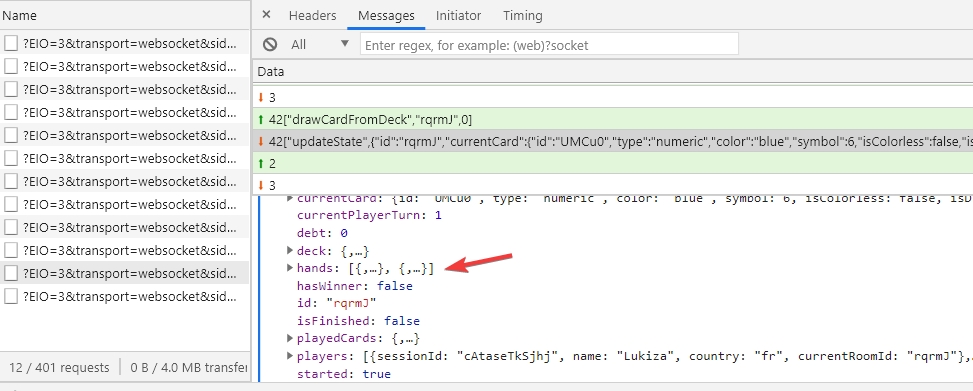 Name
?EIO=3&transport=websocket&sid...
?EIO=3&transport=websocket&sid...
?EIO=3&transport=websocket&sid...
?EIO=3&transport=websocket&sid...
?EIO=3&transport=websocket&sid...
?EIO=3&transport=websocket&sid...
?EIO=3&transport=websocket&sid...
?EIO=3&transport=websocket&sid...
?EIO=3&transport=websocket&sid...
?EIO=3&transport=websocket&sid...
?EIO=3&transport=websocket&sid...
?EIO=3&transport=websocket&sid...
12 / 401 requests
0 B / 4.0 MB transfer
Headers Messages Initiator Timing
All Enter regex, for example: (web)?socket
Data
3
42["drawCardFromDeck","rqrmJ",0]
42["updateState",{"id":"rqrmJ","currentCard":{"id":"UMCu0","type":"numeric","color":"blue","symbol":6,"isColorless":false,"is
2
3
currentCard: {id: "UMCu0", type: "numeric", color: "blue", symbol: 6, isColorless: false, isD
currentPlayerTurn: 1
debt: 0
deck: {,…}
hands: [{,…}, {,…}]
hasWinner: false
id: "rqrmJ"
isFinished: false
playedCards: {,…}
players: [{sessionId: "cAtaseTkSjhj", name: "Lukiza", country: "fr", currentRoomId: "rqrmJ"},…
started: true